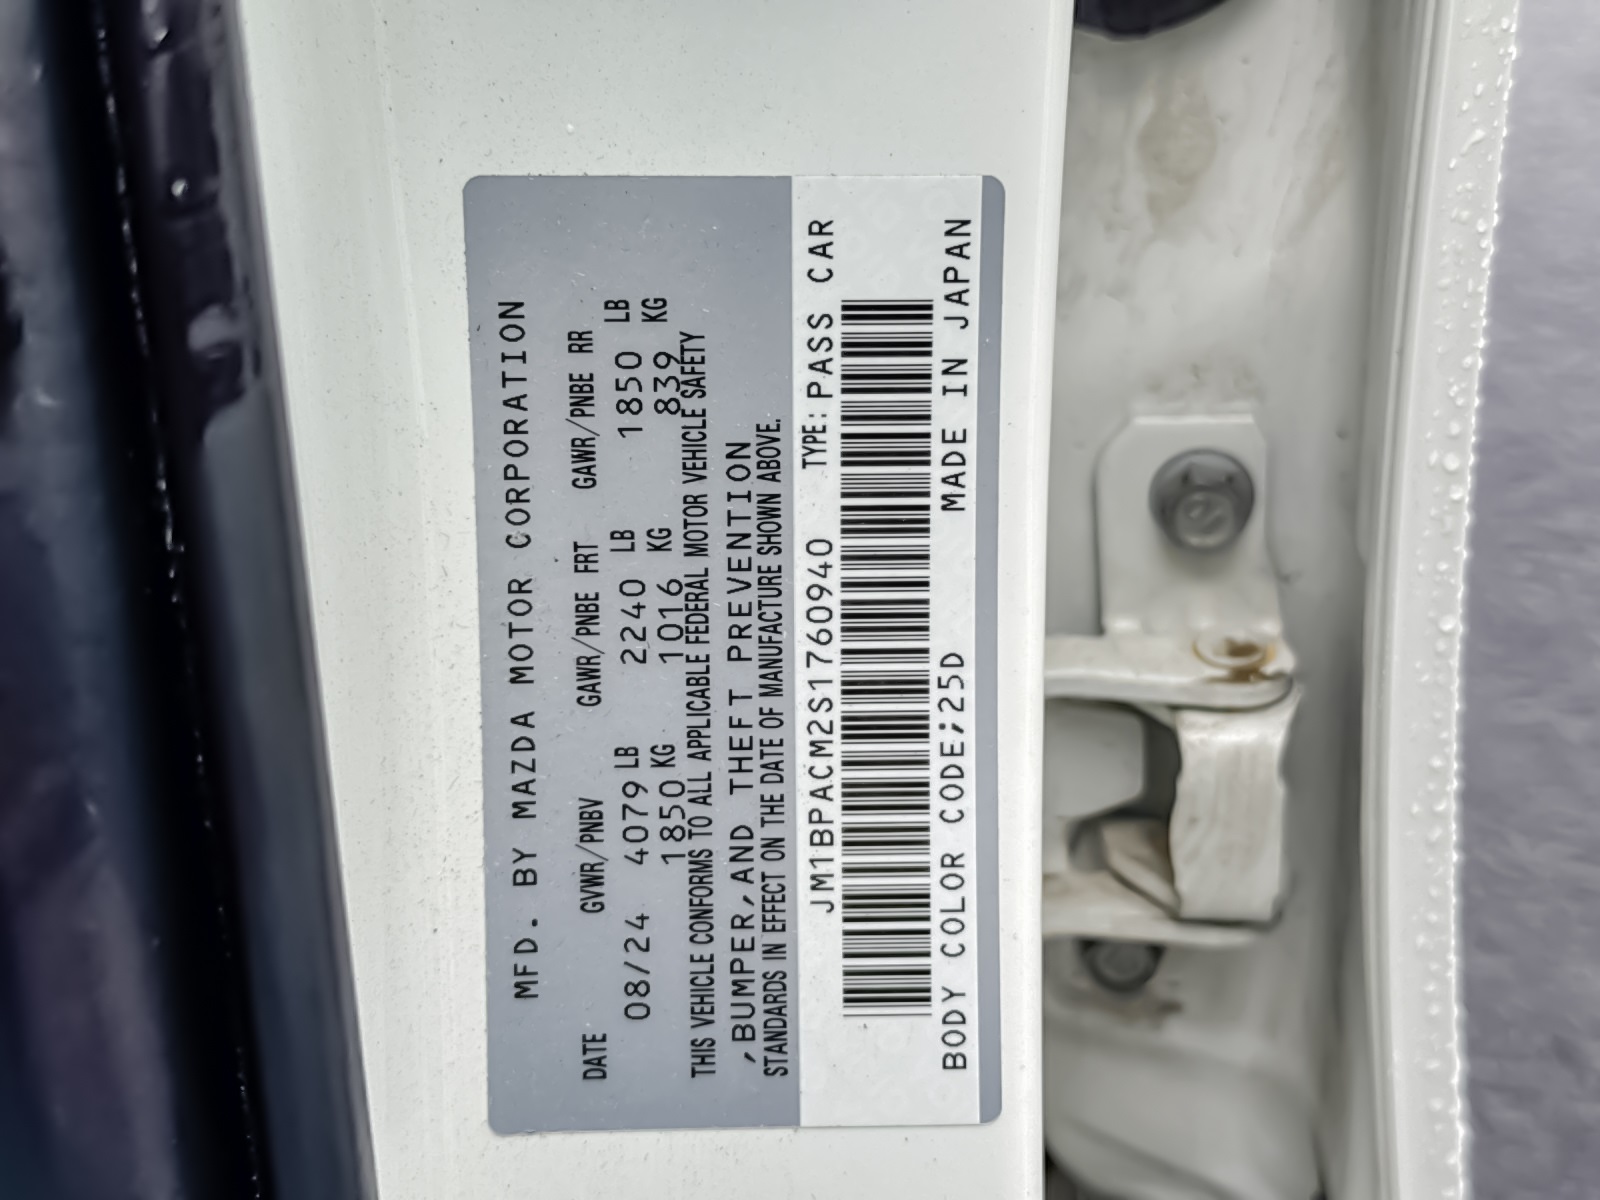 MFD. BY MAZDA MOTOR CORPORATION
DATE GVWR/PNBV GAWR/PNBE FRT GAWR/PNBE RR
08/24 4079 LB 2240 LB 1850 LB
1850 KG 1016 KG 839 KG
THIS VEHICLE CONFORMS TO ALL APPLICABLE FEDERAL MOTOR VEHICLE SAFETY
,BUMPER,AND THEFT PREVENTION
STANDARDS IN EFFECT ON THE DATE OF MANUFACTURE SHOWN ABOVE.
JM1BPACM2S1760940 TYPE: PASS CAR
BODY COLOR CODE;25D MADE IN JAPAN